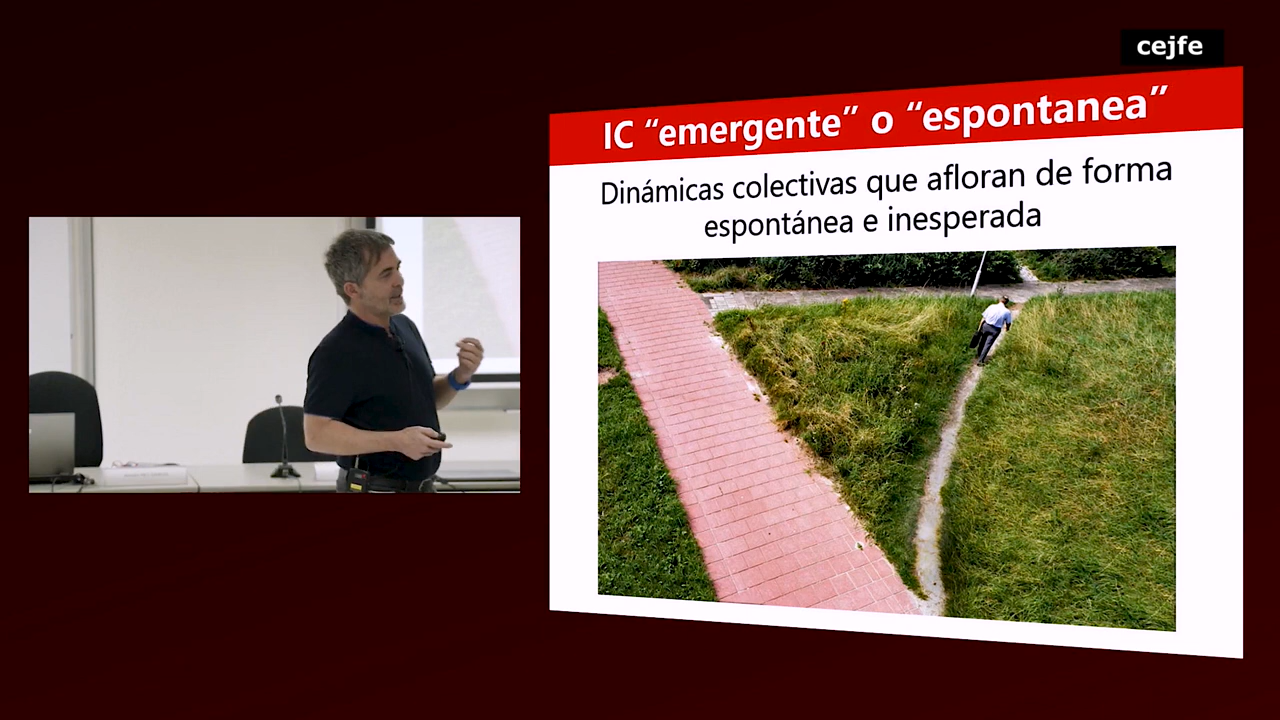 cejfe
IC “emergente” o “espontanea”
Dinámicas colectivas que afloran de forma
espontánea e inesperada